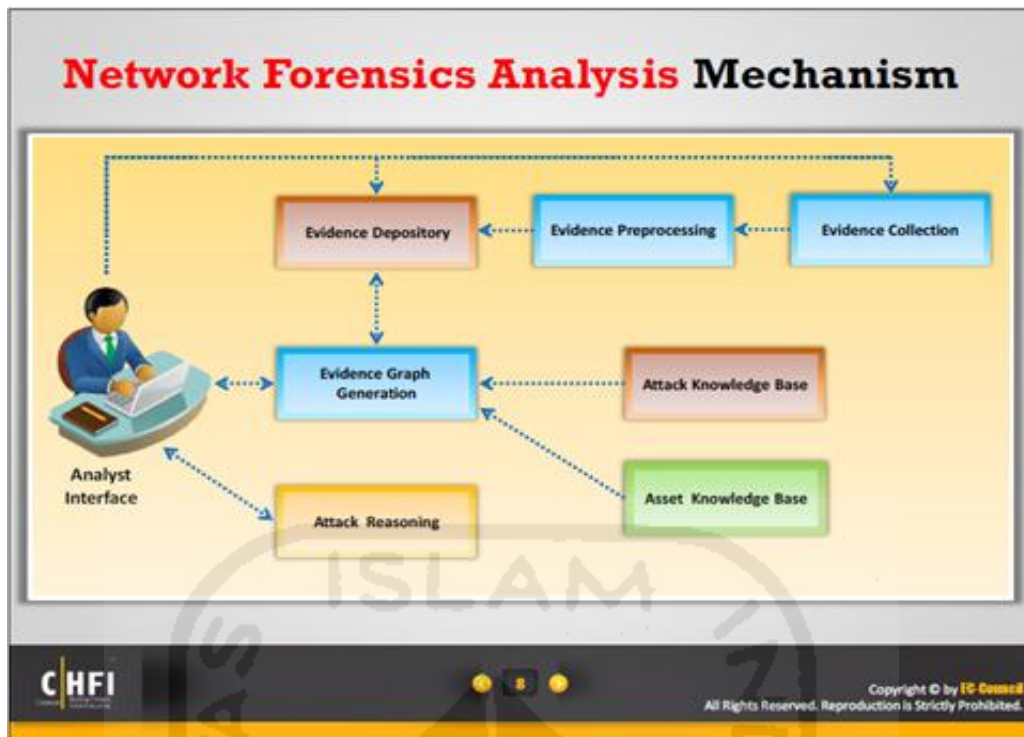 Network Forensics Analysis Mechanism
Evidence Depository
Evidence Preprocessing
Evidence Collection
Evidence Graph
Generation
Attack Knowledge Base
Analyst
Interface
Attack Reasoning
Asset Knowledge Base
ISLAM
CHFI
8
Copyright © by EC-Council
All Rights Reserved. Reproduction is Strictly Prohibited.